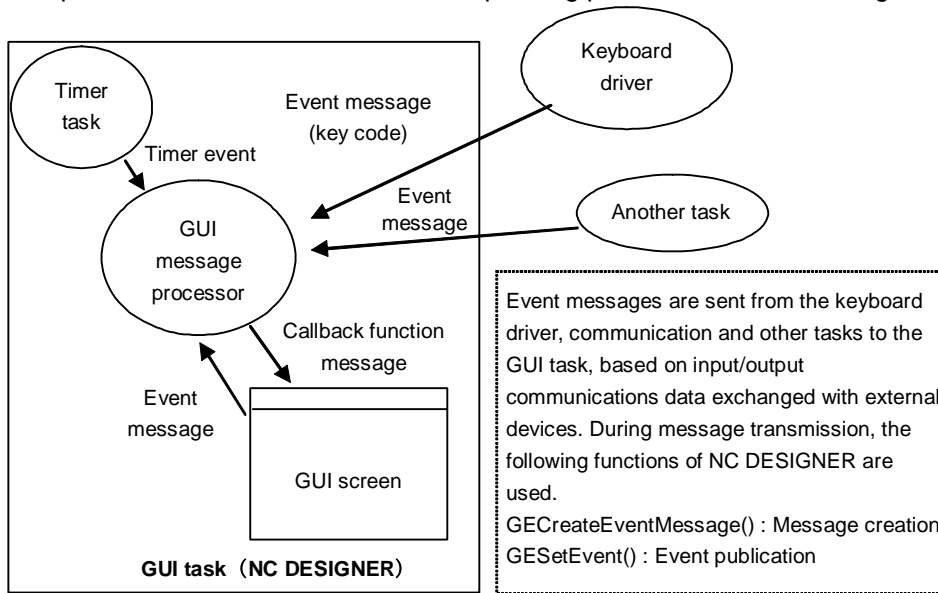 Keyboard
driver
Timer
task
Event message
(key code)
Timer event
Event
message
Another task
GUI
message
processor
Callback function
message
Event
message
GUI screen
GUI task（NC DESIGNER）
Event messages are sent from the keyboard
driver, communication and other tasks to the
GUI task, based on input/output
communications data exchanged with external
devices. During message transmission, the
following functions of NC DESIGNER are
used.
GECreateEventMessage() : Message creation
GESetEvent() : Event publication